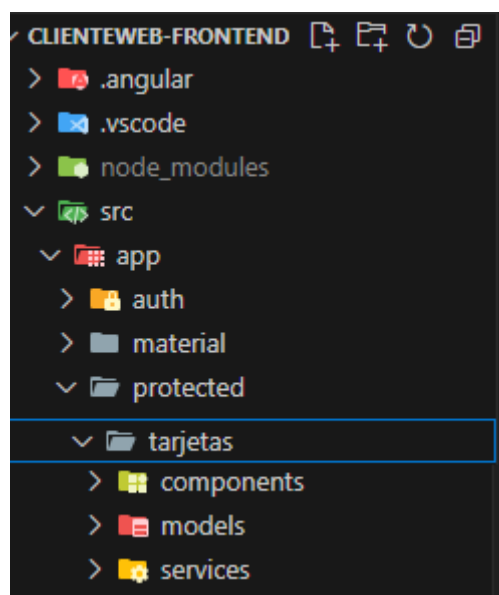 CLIENTEWEB-FRONTEND
.angular
.vscode
node_modules
src
app
auth
material
protected
tarjetas
components
models
services